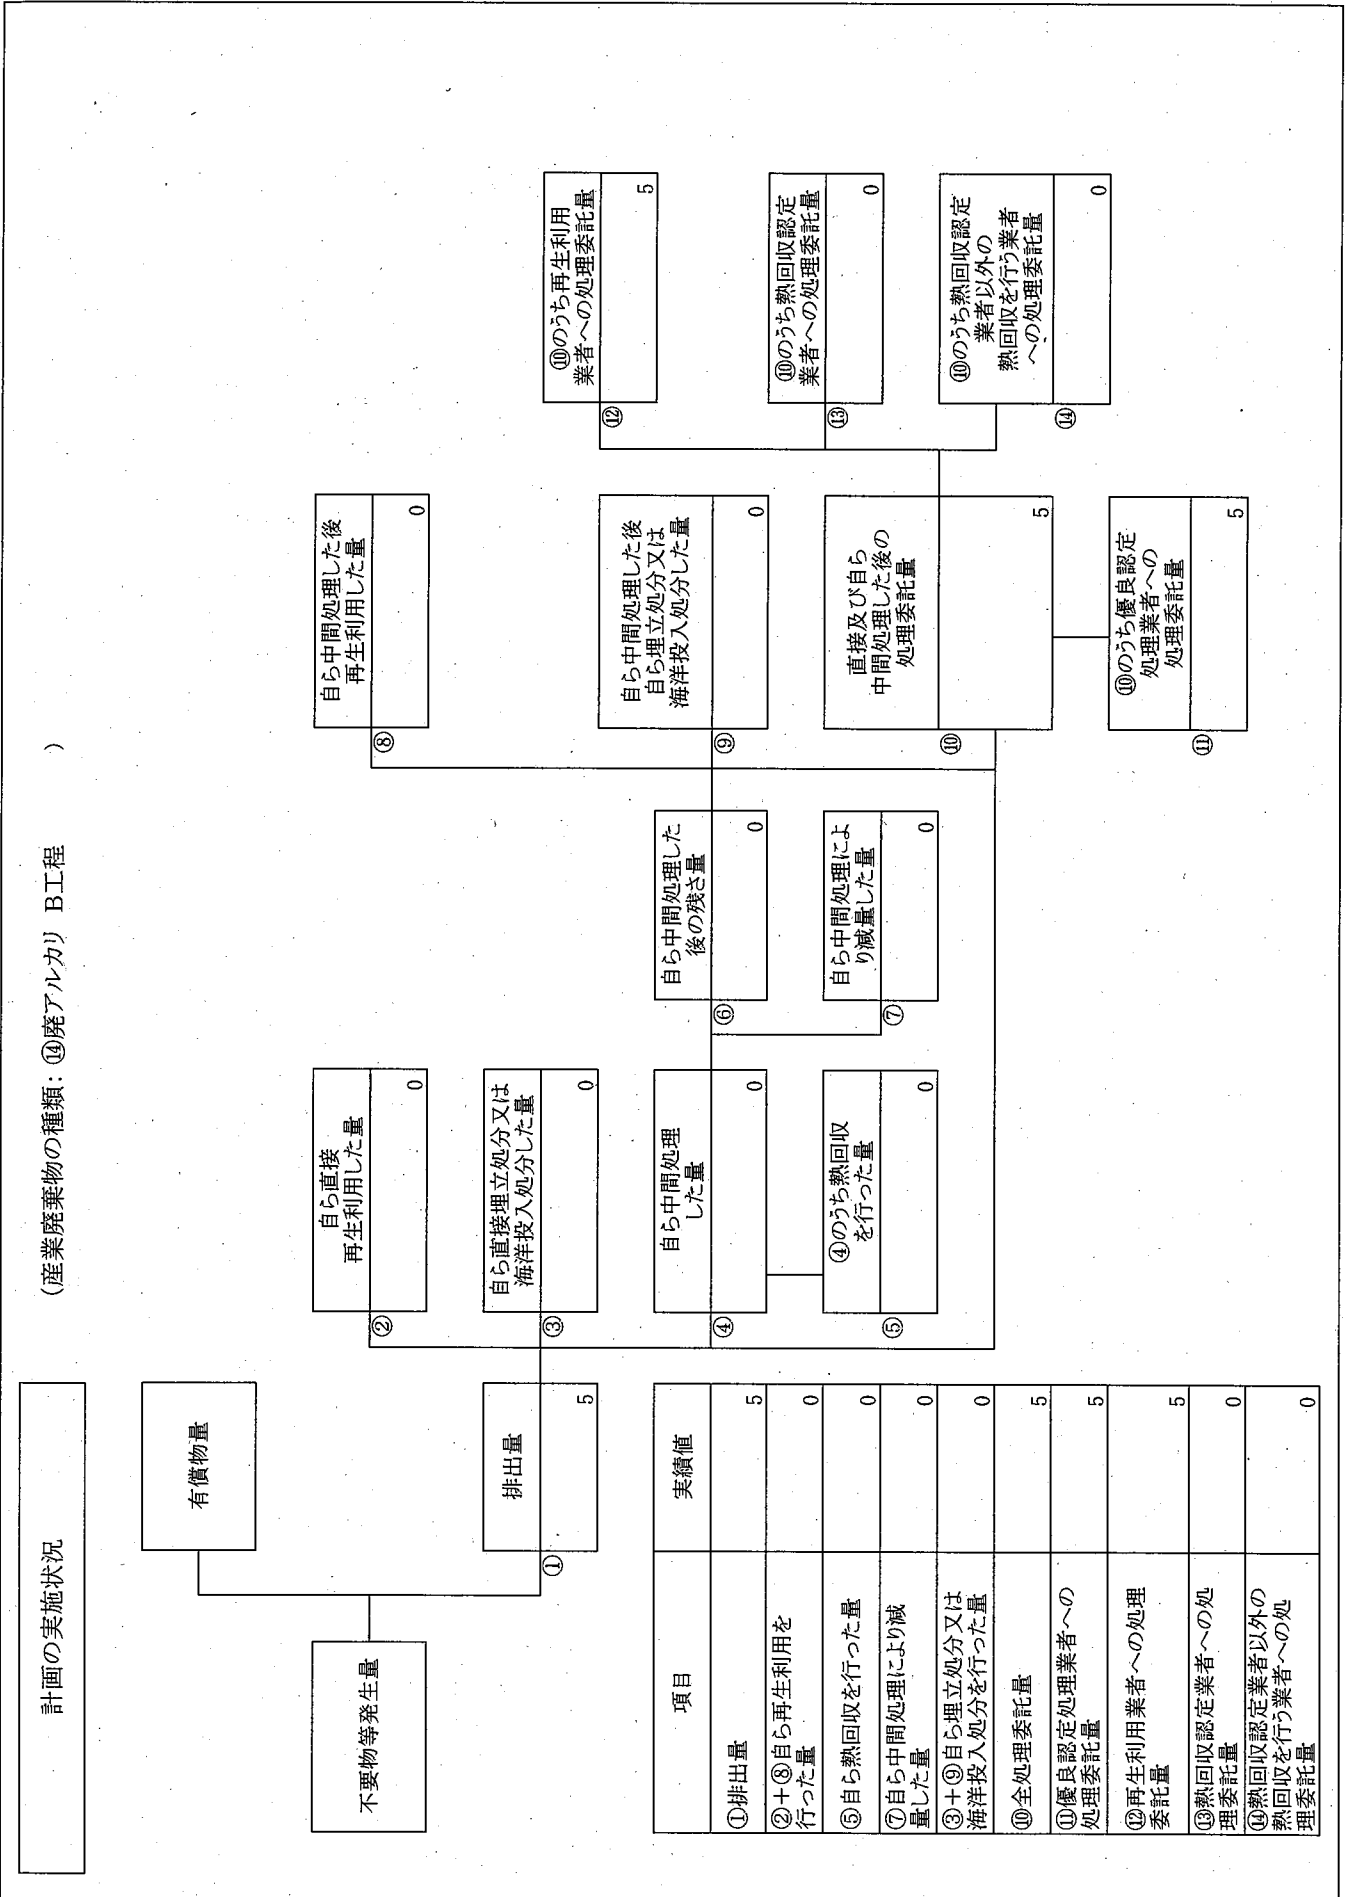 計画の実施状況
(産業廃棄物の種類: ⑭廃アルカリ B工程 )
不要物等発生量
有償物量
①
排出量
5
②
自ら直接
再生利用した量
0
③
自ら直接埋立処分又は
海洋投入処分した量
0
④
自ら中間処理
した量
0
⑤
④のうち熱回収
を行った量
0
⑥
自ら中間処理した
後の残さ量
0
⑦
自ら中間処理によ
り減量した量
0
⑧
自ら中間処理した後
再生利用した量
0
⑨
自ら中間処理した後
自ら埋立処分又は
海洋投入処分した量
0
⑩
直接及び自ら
中間処理した後の
処理委託量
5
⑪
⑩のうち優良認定
処理業者への
処理委託量
5
⑫
⑩のうち再生利用
業者への処理委託量
5
⑬
⑩のうち熱回収認定
業者への処理委託量
0
⑭
⑩のうち熱回収認定
業者以外の
熱回収を行う業者
への処理委託量
0
項目 実績値
①排出量 5
②+⑧自ら再生利用を
行った量 0
⑤自ら熱回収を行った量 0
⑦自ら中間処理により減
量した量 0
③+⑨自ら埋立処分又は
海洋投入処分を行った量 0
⑩全処理委託量 5
⑪優良認定処理業者への
処理委託量 5
⑫再生利用業者への処理
委託量 5
⑬熱回収認定業者への処
理委託量 0
⑭熱回収認定業者以外の
熱回収を行う業者への処
理委託量 0